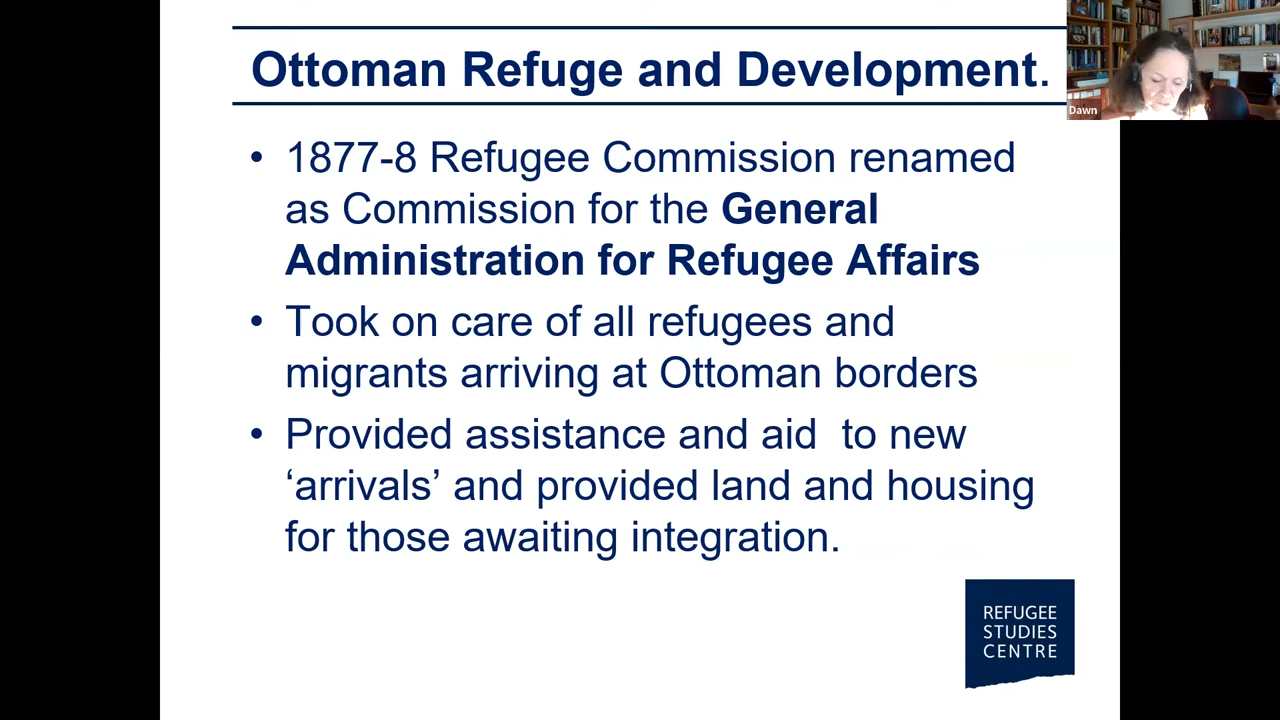 Ottoman Refuge and Development.
Dawn
• 1877-8 Refugee Commission renamed
as Commission for the General
Administration for Refugee Affairs
• Took on care of all refugees and
migrants arriving at Ottoman borders
• Provided assistance and aid  to new
‘arrivals’ and provided land and housing
for those awaiting integration.
REFUGEE
STUDIES
CENTRE